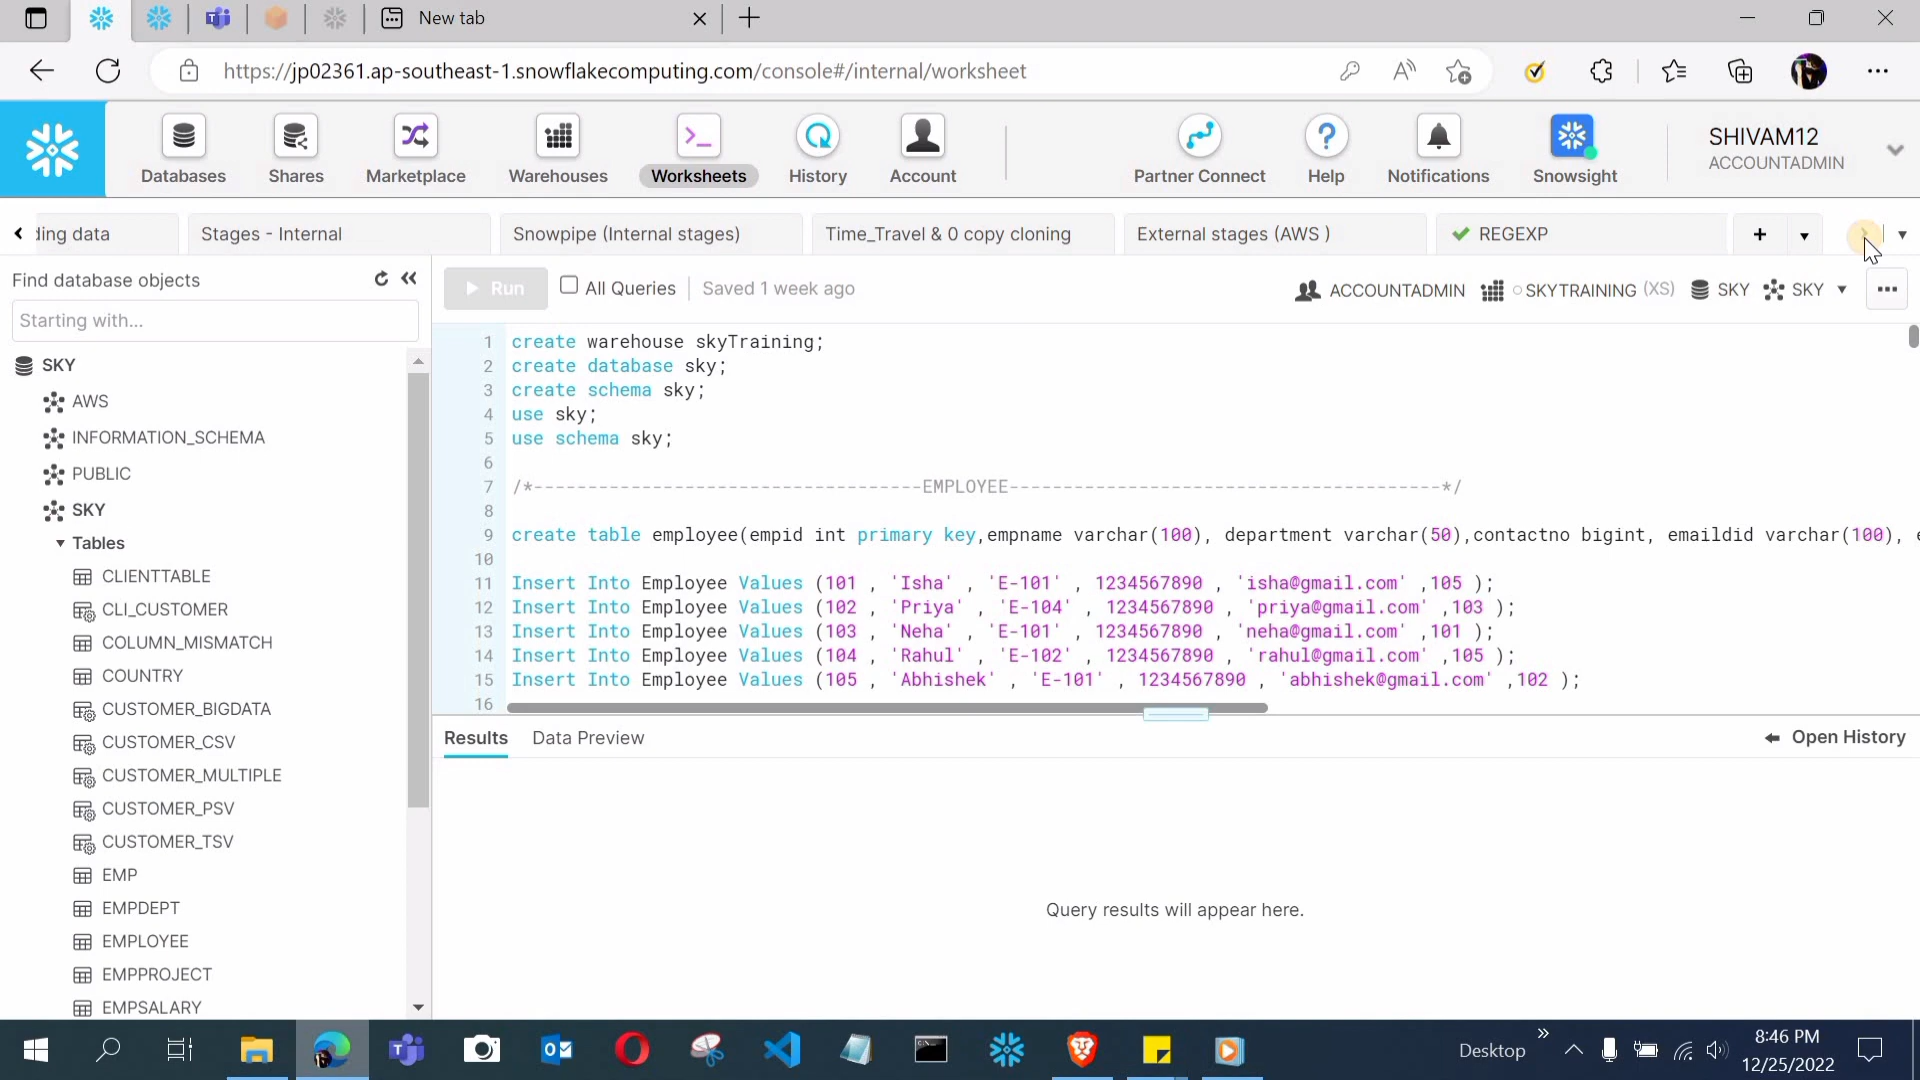 New tab
https://jp02361.ap-southeast-1.snowflakecomputing.com/console#/internal/worksheet
Databases
Shares
Marketplace
Warehouses
Worksheets
History
Account
Partner Connect
Help
Notifications
Snowsight
SHIVAM12
ACCOUNTADMIN
ding data
Stages - Internal
Snowpipe (Internal stages)
Time_Travel & 0 copy cloning
External stages (AWS )
REGEXP
Find database objects
Starting with...
Run
All Queries
Saved 1 week ago
ACCOUNTADMIN
SKYTRAINING (XS)
SKY
SKY
SKY
AWS
INFORMATION_SCHEMA
PUBLIC
SKY
Tables
CLIENTTABLE
CLI_CUSTOMER
COLUMN_MISMATCH
COUNTRY
CUSTOMER_BIGDATA
CUSTOMER_CSV
CUSTOMER_MULTIPLE
CUSTOMER_PSV
CUSTOMER_TSV
EMP
EMPDEPT
EMPLOYEE
EMPPROJECT
EMPSALARY
1 create warehouse skyTraining;
2 create database sky;
3 create schema sky;
4 use sky;
5 use schema sky;
6
7 /*------------------------------------EMPLOYEE----------------------------------------*/
8
9 create table employee(empid int primary key,empname varchar(100), department varchar(50),contactno bigint, emaildid varchar(100), e
10
11 Insert Into Employee Values (101 , 'Isha' , 'E-101' , 1234567890 , 'isha@gmail.com' ,105 );
12 Insert Into Employee Values (102 , 'Priya' , 'E-104' , 1234567890 , 'priya@gmail.com' ,103 );
13 Insert Into Employee Values (103 , 'Neha' , 'E-101' , 1234567890 , 'neha@gmail.com' ,101 );
14 Insert Into Employee Values (104 , 'Rahul' , 'E-102' , 1234567890 , 'rahul@gmail.com' ,105 );
15 Insert Into Employee Values (105 , 'Abhishek' , 'E-101' , 1234567890 , 'abhishek@gmail.com' ,102 );
16
Results
Data Preview
Open History
Query results will appear here.
Desktop
8:46 PM
12/25/2022